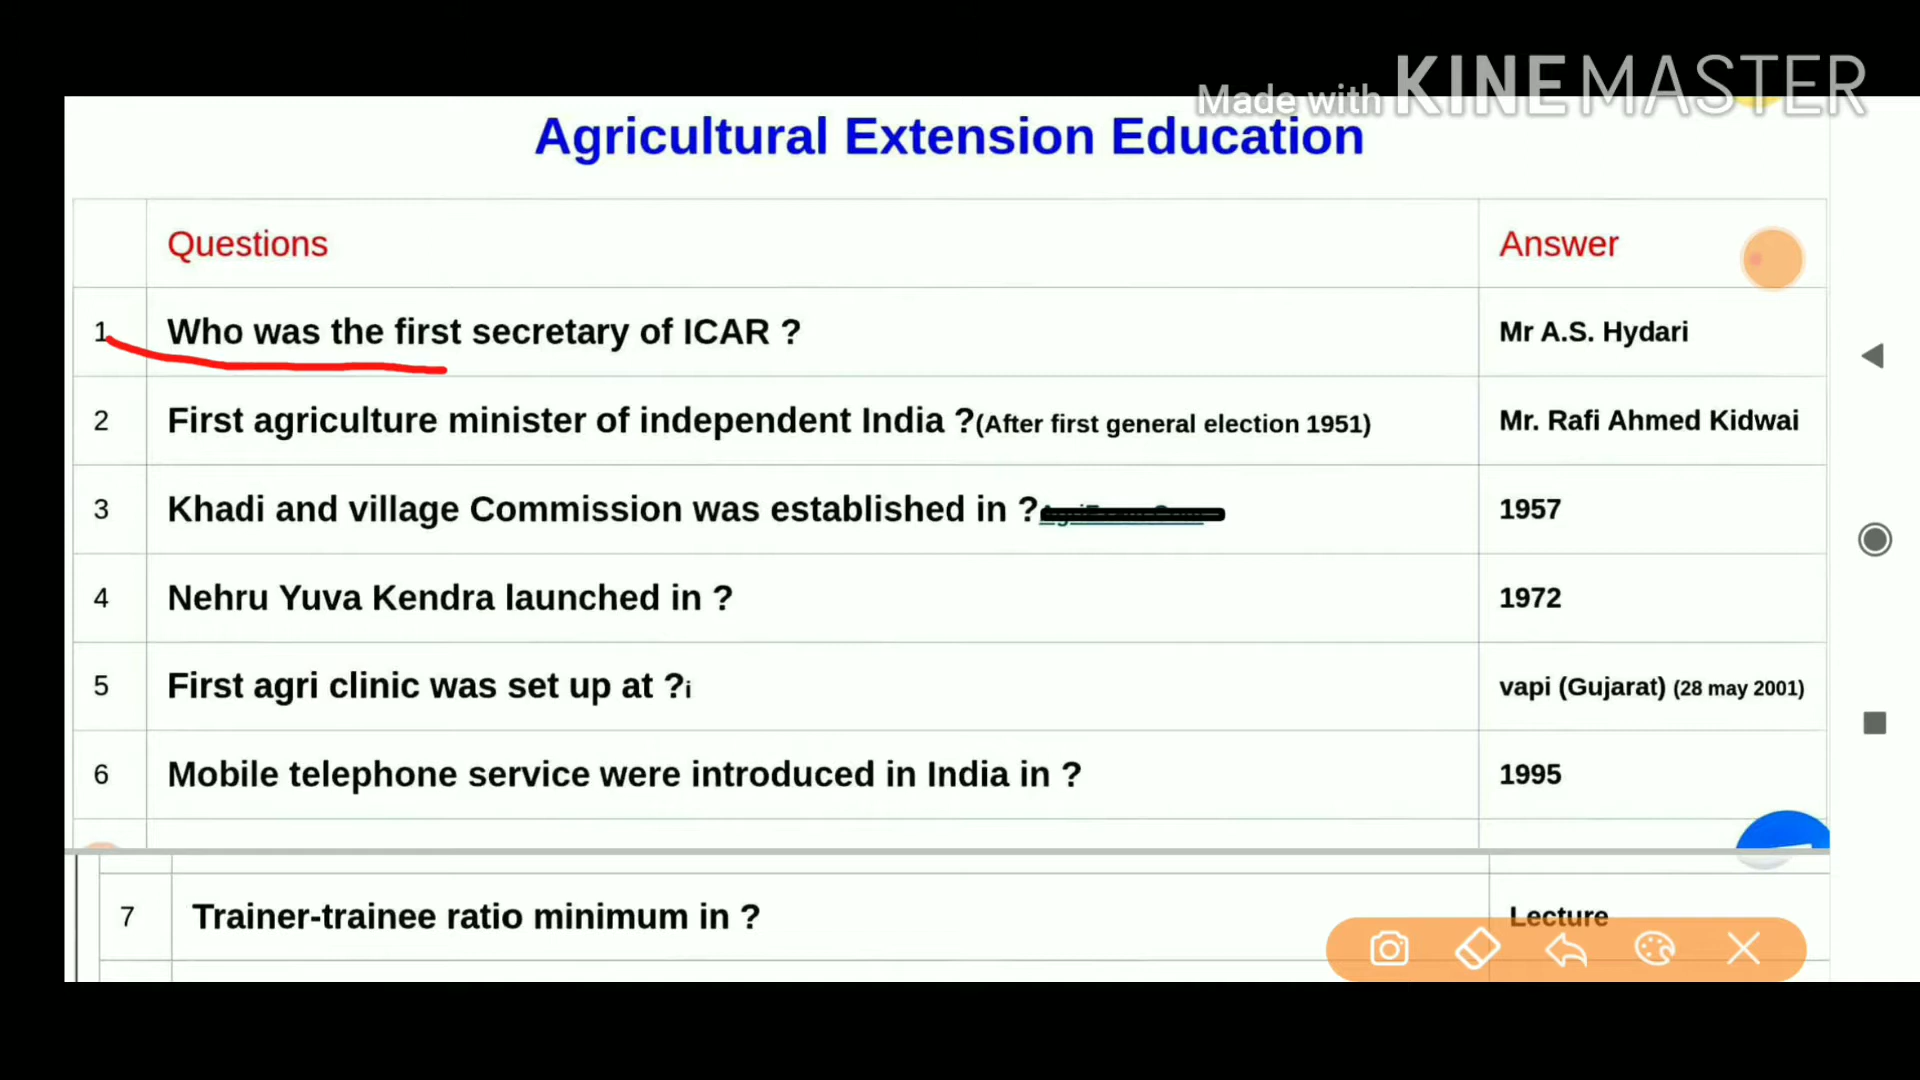 Made with KINEMASTER
Agricultural Extension Education
Questions Answer
1 Who was the first secretary of ICAR ? Mr A.S. Hydari
2 First agriculture minister of independent India ?(After first general election 1951) Mr. Rafi Ahmed Kidwai
3 Khadi and village Commission was established in ? 1957
4 Nehru Yuva Kendra launched in ? 1972
5 First agri clinic was set up at ?i vapi (Gujarat) (28 may 2001)
6 Mobile telephone service were introduced in India in ? 1995
7 Trainer-trainee ratio minimum in ? Lecture